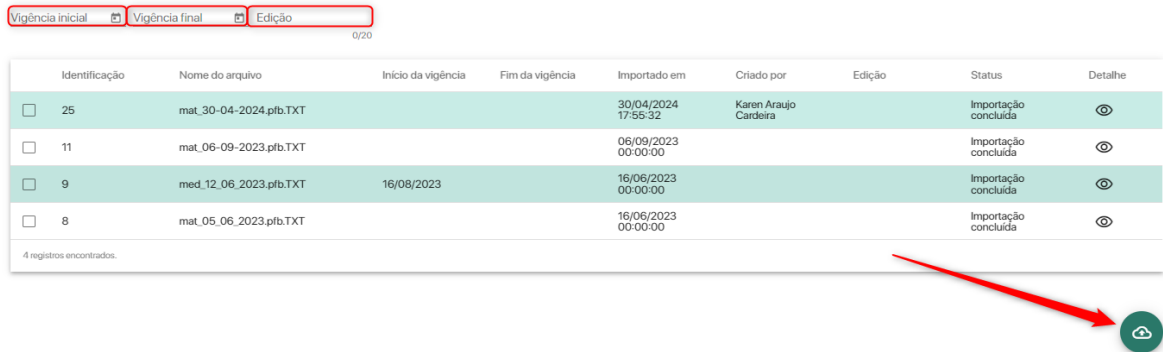 Vigência inicial Vigência final Edição
0/20
Identificação Nome do arquivo Início da vigência Fim da vigência Importado em Criado por Edição Status Detalhe
25 mat_30-04-2024.pfb.TXT 30/04/2024 17:55:32 Karen Araujo Cardeira Importação concluída
11 mat_06-09-2023.pfb.TXT 06/09/2023 00:00:00 Importação concluída
9 med_12_06_2023.pfb.TXT 16/08/2023 16/06/2023 00:00:00 Importação concluída
8 mat_05_06_2023.pfb.TXT 16/06/2023 00:00:00 Importação concluída
4 registros encontrados.